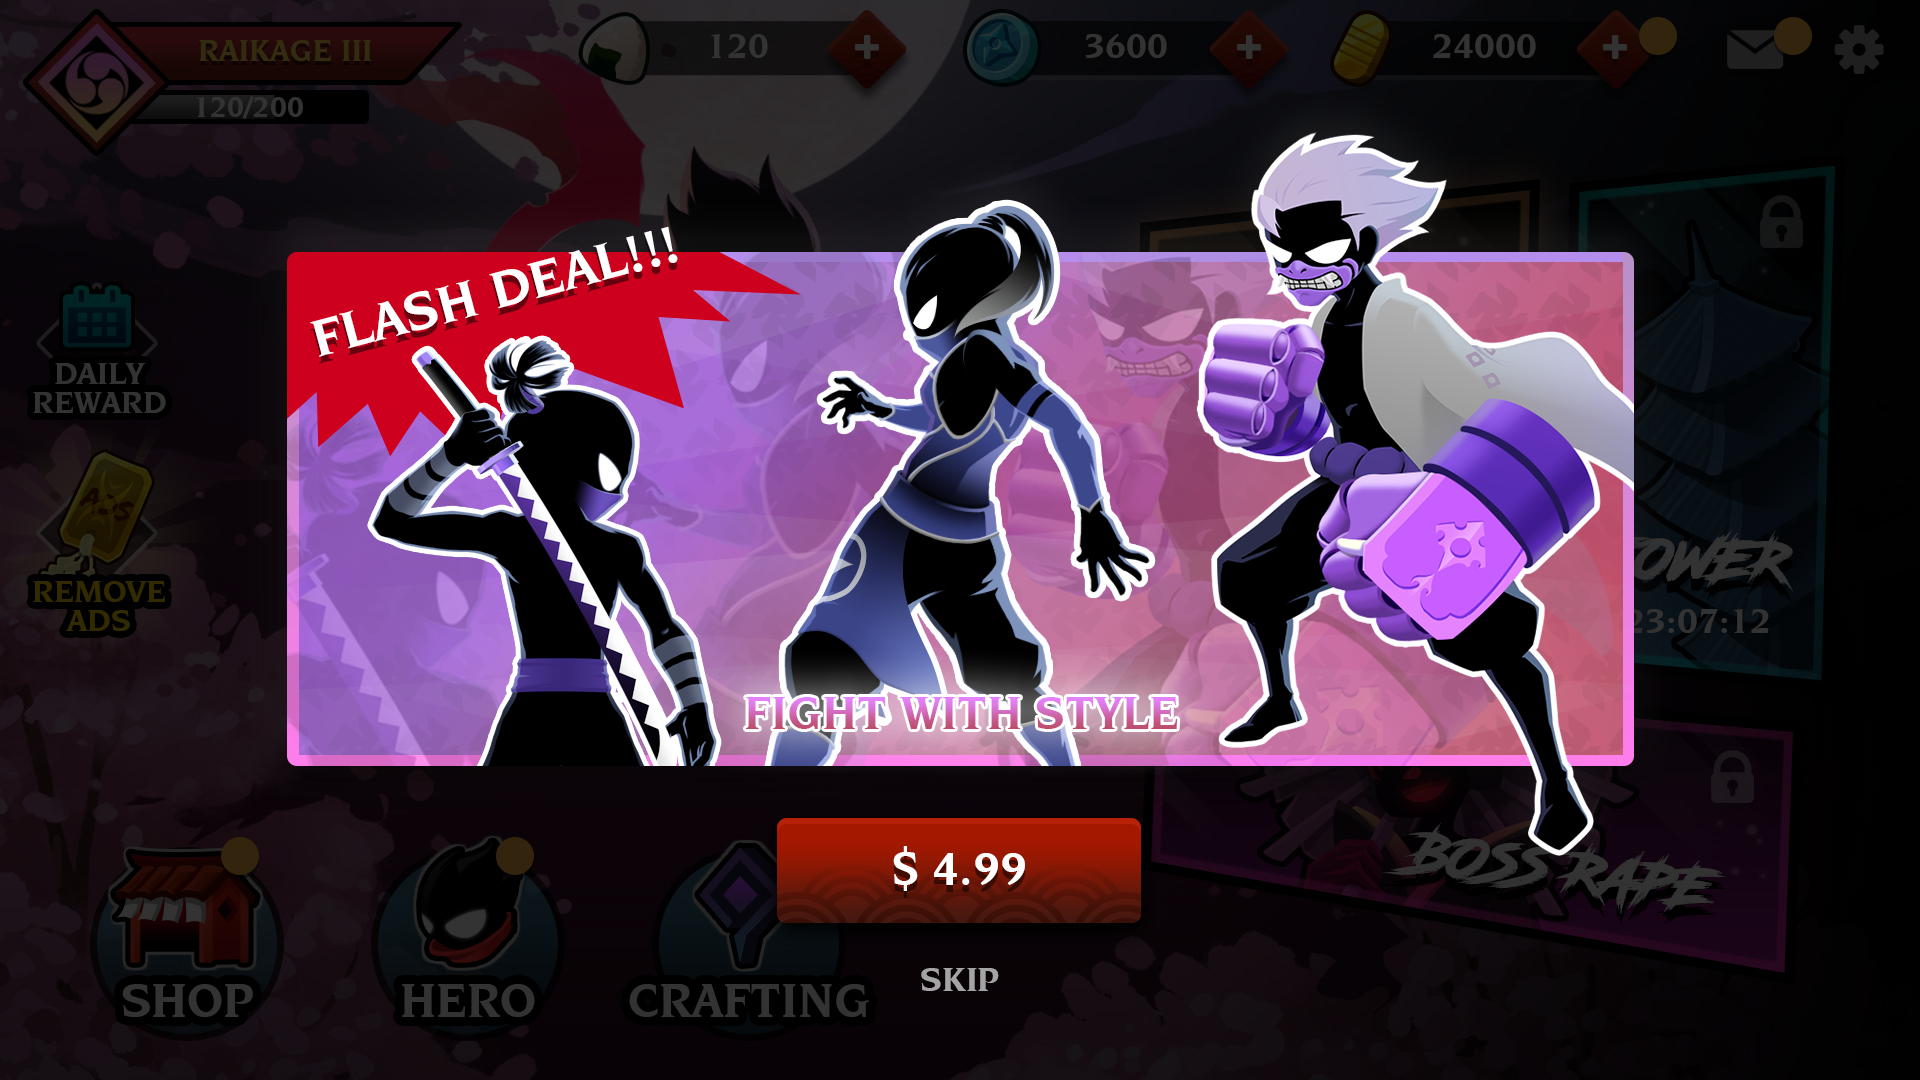 RAIKAGE III
120/200
120
3600
24000
FLASH DEAL!!!
DAILY
REWARD
ADS
REMOVE
ADS
OWER
23:07:12
FIGHT WITH STYLE
$ 4.99
BOSS RAPE
SHOP
HERO
CRAFTING
SKIP